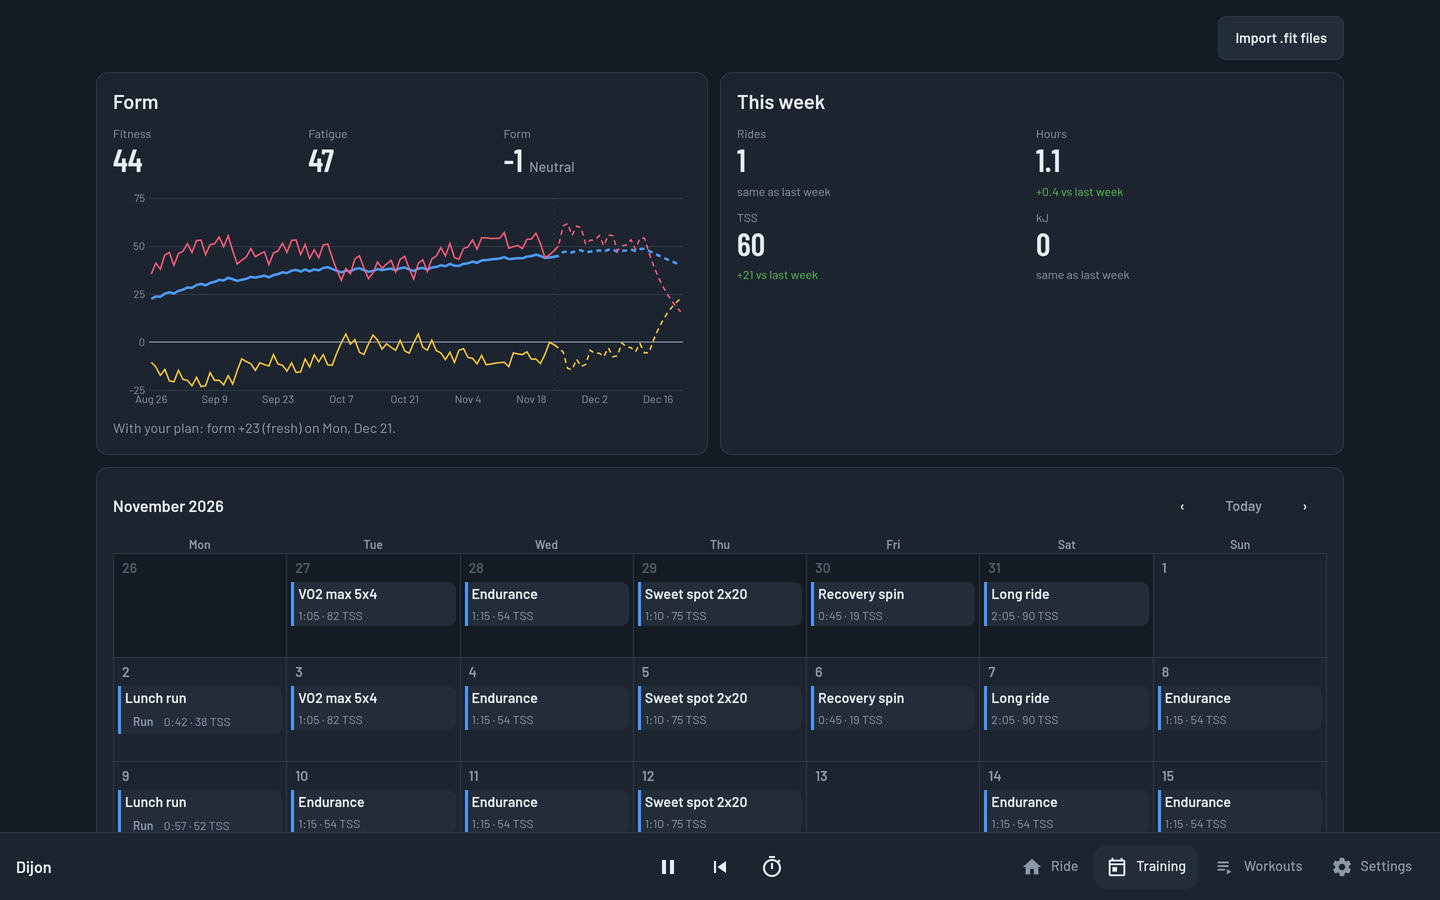 Import .fit files
Form
Fitness
Fatigue
Form
44
47
-1 Neutral
75
50
25
0
-25
Aug 26
Sep 9
Sep 23
Oct 7
Oct 21
Nov 4
Nov 18
Dec 2
Dec 16
With your plan: form +23 (fresh) on Mon, Dec 21.
This week
Rides
Hours
1
1.1
same as last week
+0.4 vs last week
TSS
kJ
60
0
+21 vs last week
same as last week
November 2026
‹
Today
›
Mon
Tue
Wed
Thu
Fri
Sat
Sun
26
27
VO2 max 5x4
1:05 · 82 TSS
28
Endurance
1:15 · 54 TSS
29
Sweet spot 2x20
1:10 · 75 TSS
30
Recovery spin
0:45 · 19 TSS
31
Long ride
2:05 · 90 TSS
1
2
Lunch run
Run 0:42 · 38 TSS
3
VO2 max 5x4
1:05 · 82 TSS
4
Endurance
1:15 · 54 TSS
5
Sweet spot 2x20
1:10 · 75 TSS
6
Recovery spin
0:45 · 19 TSS
7
Long ride
2:05 · 90 TSS
8
Endurance
1:15 · 54 TSS
9
Lunch run
Run 0:57 · 52 TSS
10
Endurance
1:15 · 54 TSS
11
Endurance
1:15 · 54 TSS
12
Sweet spot 2x20
1:10 · 75 TSS
13
14
Endurance
1:15 · 54 TSS
15
Endurance
1:15 · 54 TSS
Dijon
Ride
Training
Workouts
Settings